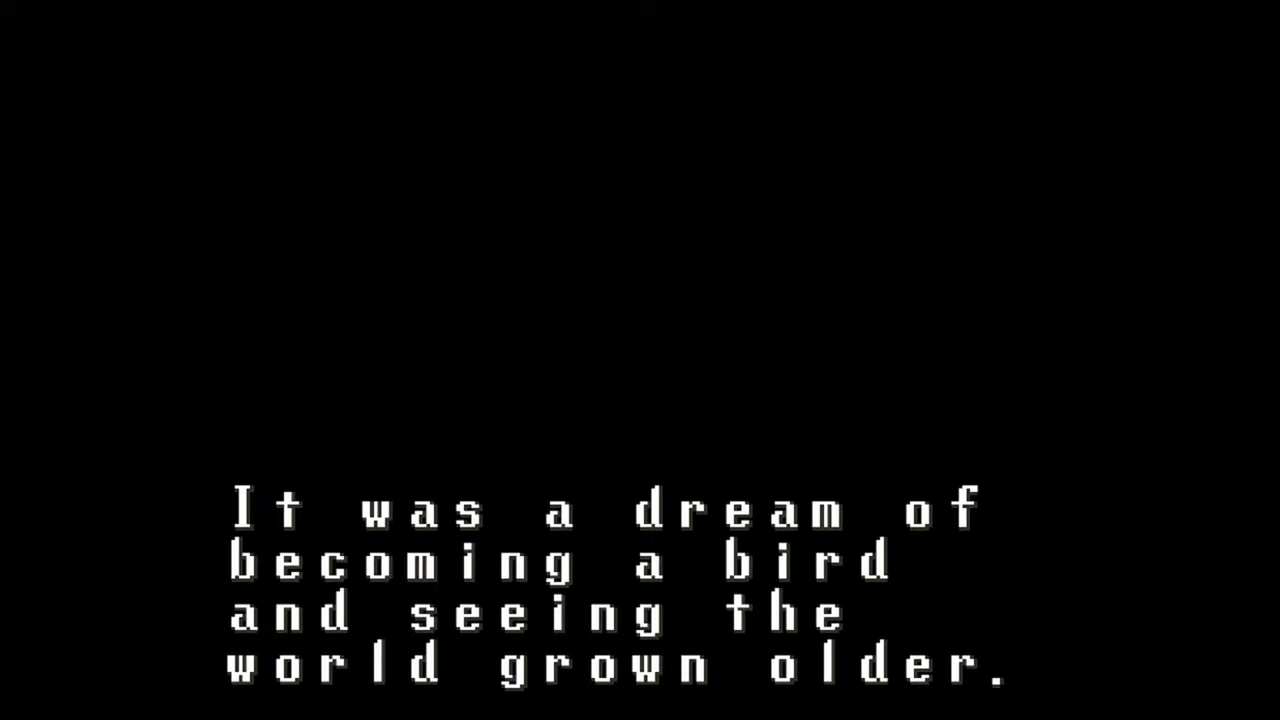 It was a dream of
becoming a bird
and seeing the
world grown older.